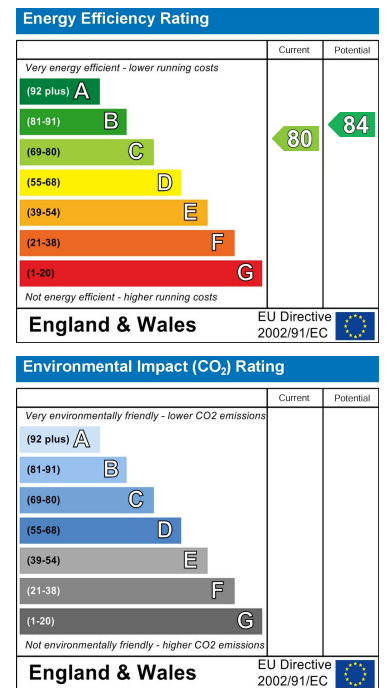 Energy Efficiency Rating
Current Potential
Very energy efficient - lower running costs
(92 plus) A
(81-91) B
(69-80) C
(55-68) D
(39-54) E
(21-38) F
(1-20) G
80
84
Not energy efficient - higher running costs
England & Wales
EU Directive
2002/91/EC
Environmental Impact (CO₂) Rating
Current Potential
Very environmentally friendly - lower CO2 emissions
(92 plus) A
(81-91) B
(69-80) C
(55-68) D
(39-54) E
(21-38) F
(1-20) G
Not environmentally friendly - higher CO2 emissions
England & Wales
EU Directive
2002/91/EC